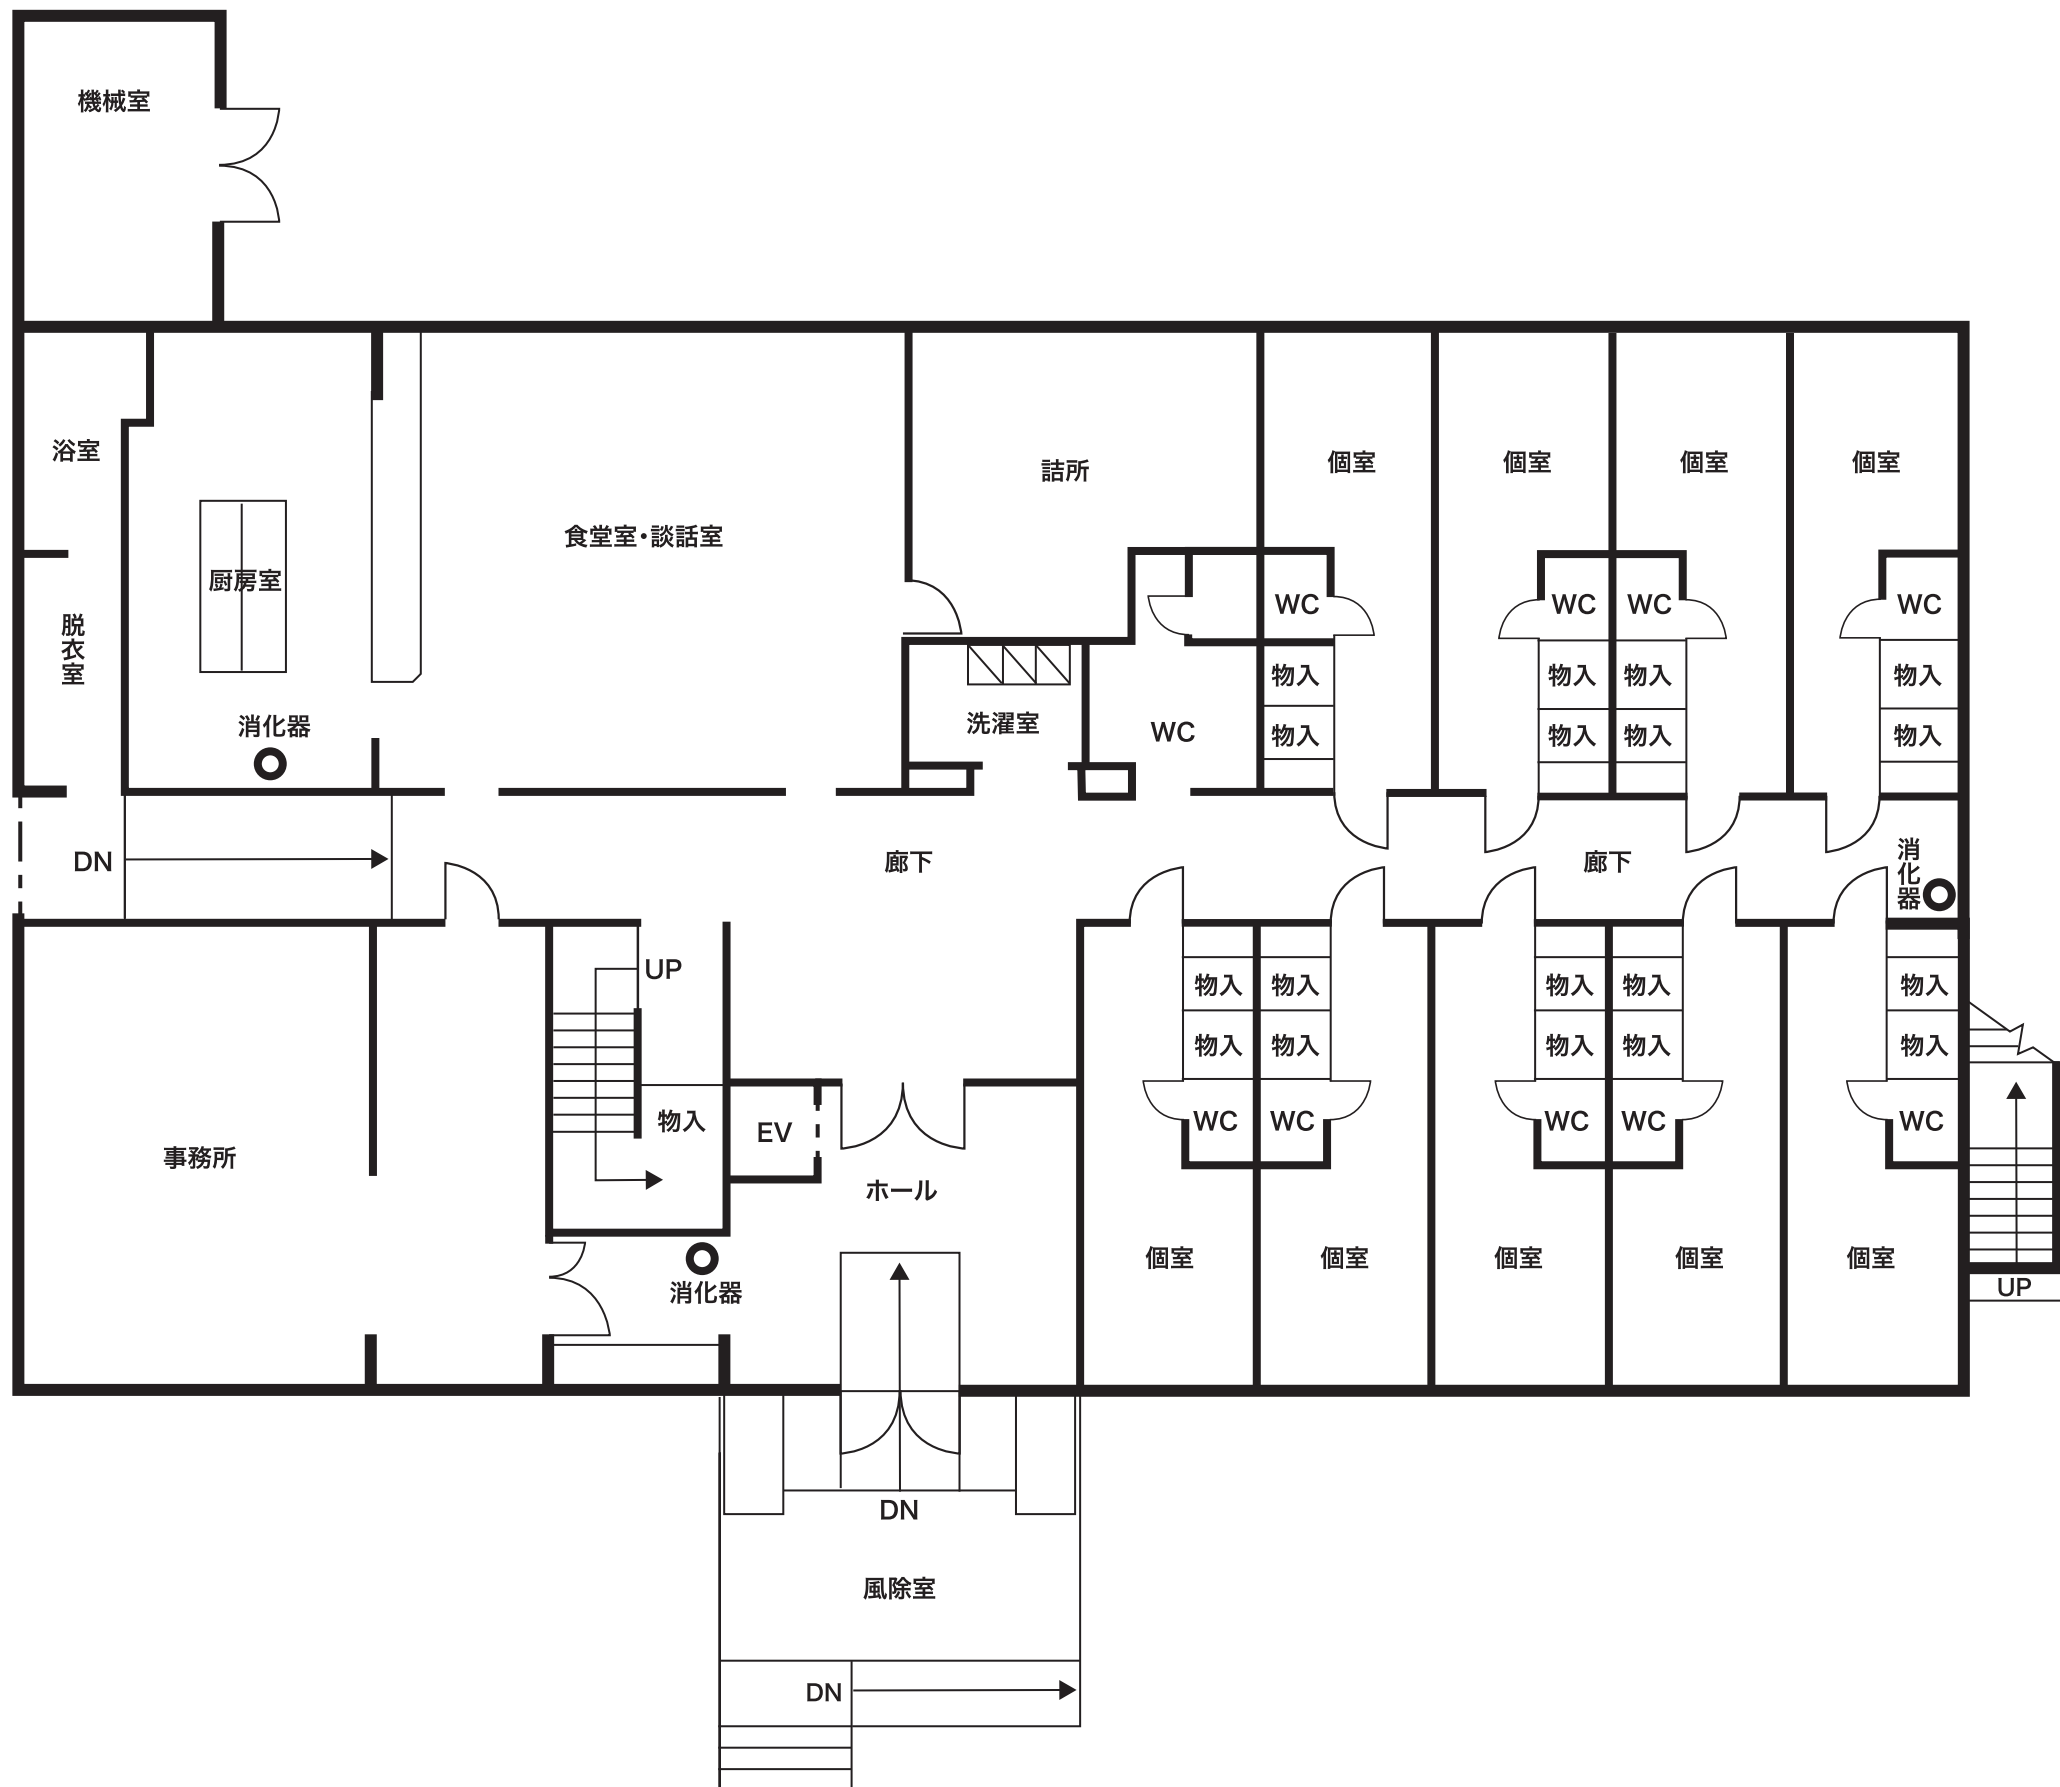 機械室
浴室
厨房室
脱衣室
消化器
食堂室・談話室
詰所
個室
個室
個室
個室
WC
WC
WC
WC
物入
物入
物入
物入
物入
物入
物入
物入
洗濯室
WC
DN
廊下
廊下
消化器
UP
物入
物入
物入
物入
物入
物入
物入
物入
物入
物入
WC
WC
WC
WC
WC
物入
EV
事務所
ホール
個室
個室
個室
個室
個室
消化器
UP
DN
風除室
DN